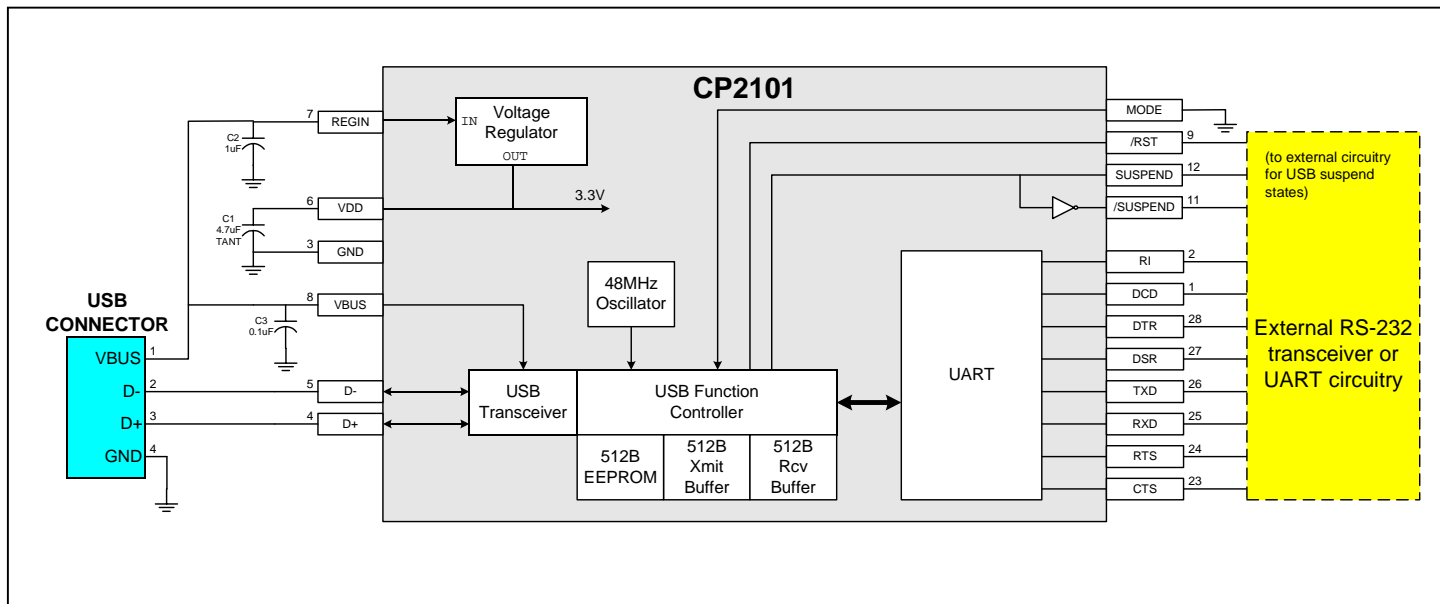 CP2101
7
REGIN
C2
1uF
IN
Voltage
Regulator
OUT
3.3V
6
VDD
C1
4.7uF
TANT
3
GND
8
VBUS
C3
0.1uF
USB
CONNECTOR
VBUS
1
D-
2
D+
3
GND
4
5
D-
4
D+
48MHz
Oscillator
USB
Transceiver
USB Function
Controller
512B
EEPROM
512B
Xmit
Buffer
512B
Rcv
Buffer
UART
MODE
/RST
9
SUSPEND
12
/SUSPEND
11
RI
2
DCD
1
DTR
28
DSR
27
TXD
26
RXD
25
RTS
24
CTS
23
(to external circuitry
for USB suspend
states)
External RS-232
transceiver or
UART circuitry